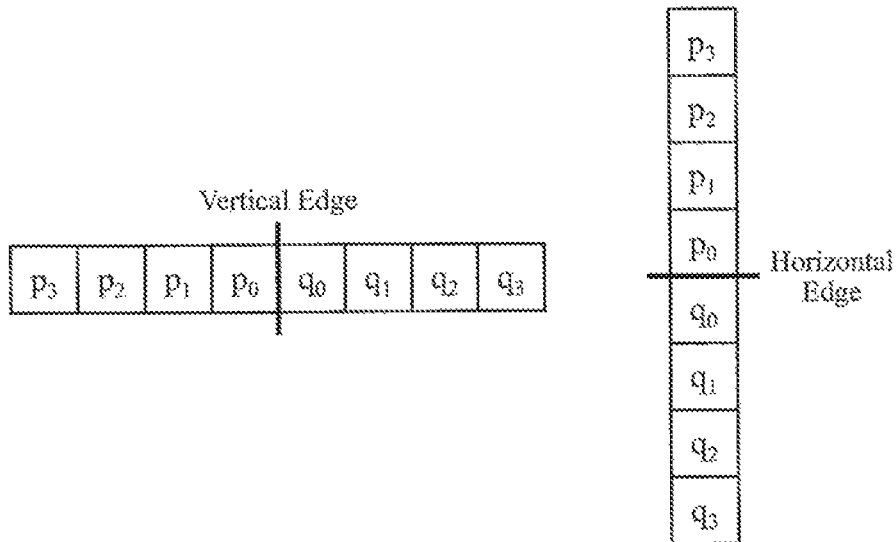 Vertical Edge
p₃ p₂ p₁ p₀ q₀ q₁ q₂ q₃
p₃
p₂
p₁
p₀
Horizontal
Edge
q₀
q₁
q₂
q₃